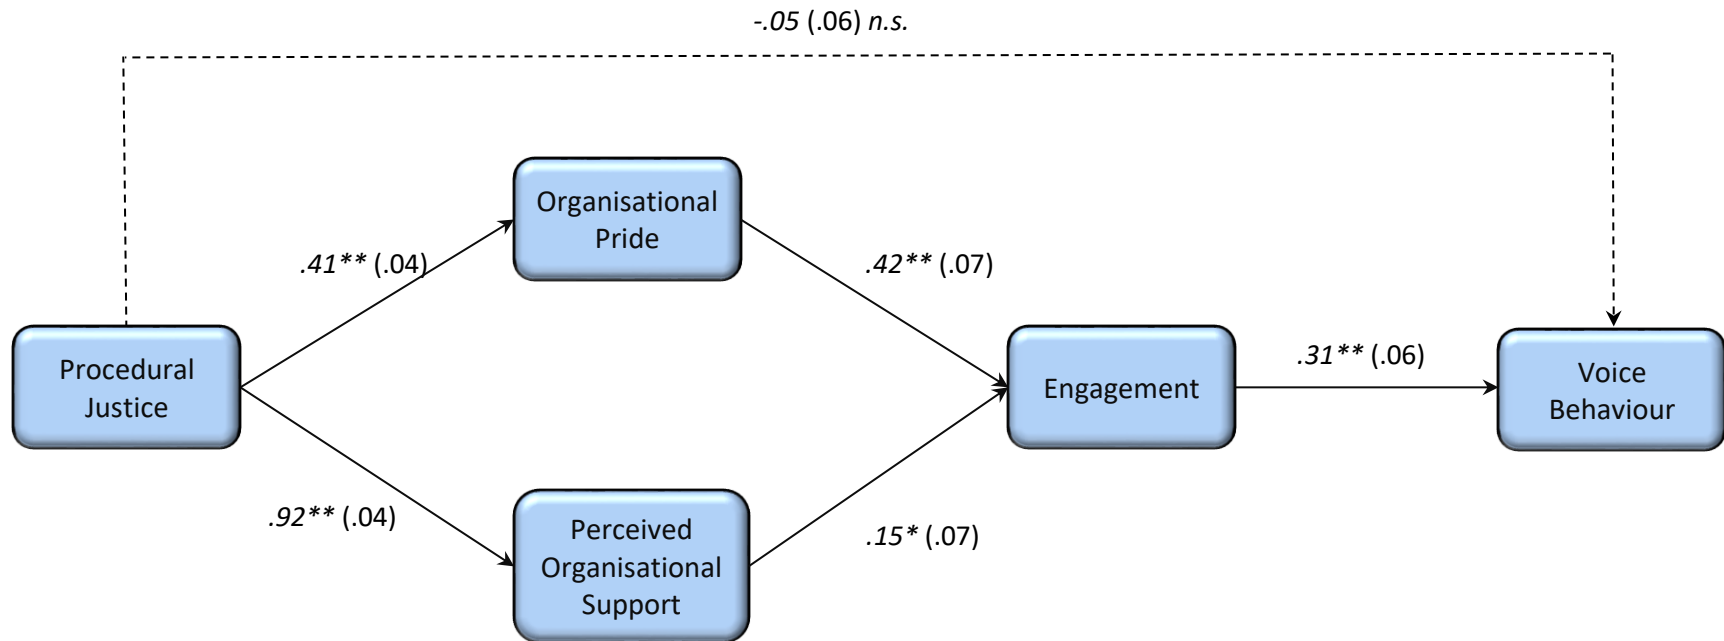 -.05 (.06) n.s.
Organisational
Pride
.41** (.04)
.42** (.07)
Procedural
Justice
Engagement
.31** (.06)
Voice
Behaviour
.92** (.04)
Perceived
Organisational
Support
.15* (.07)